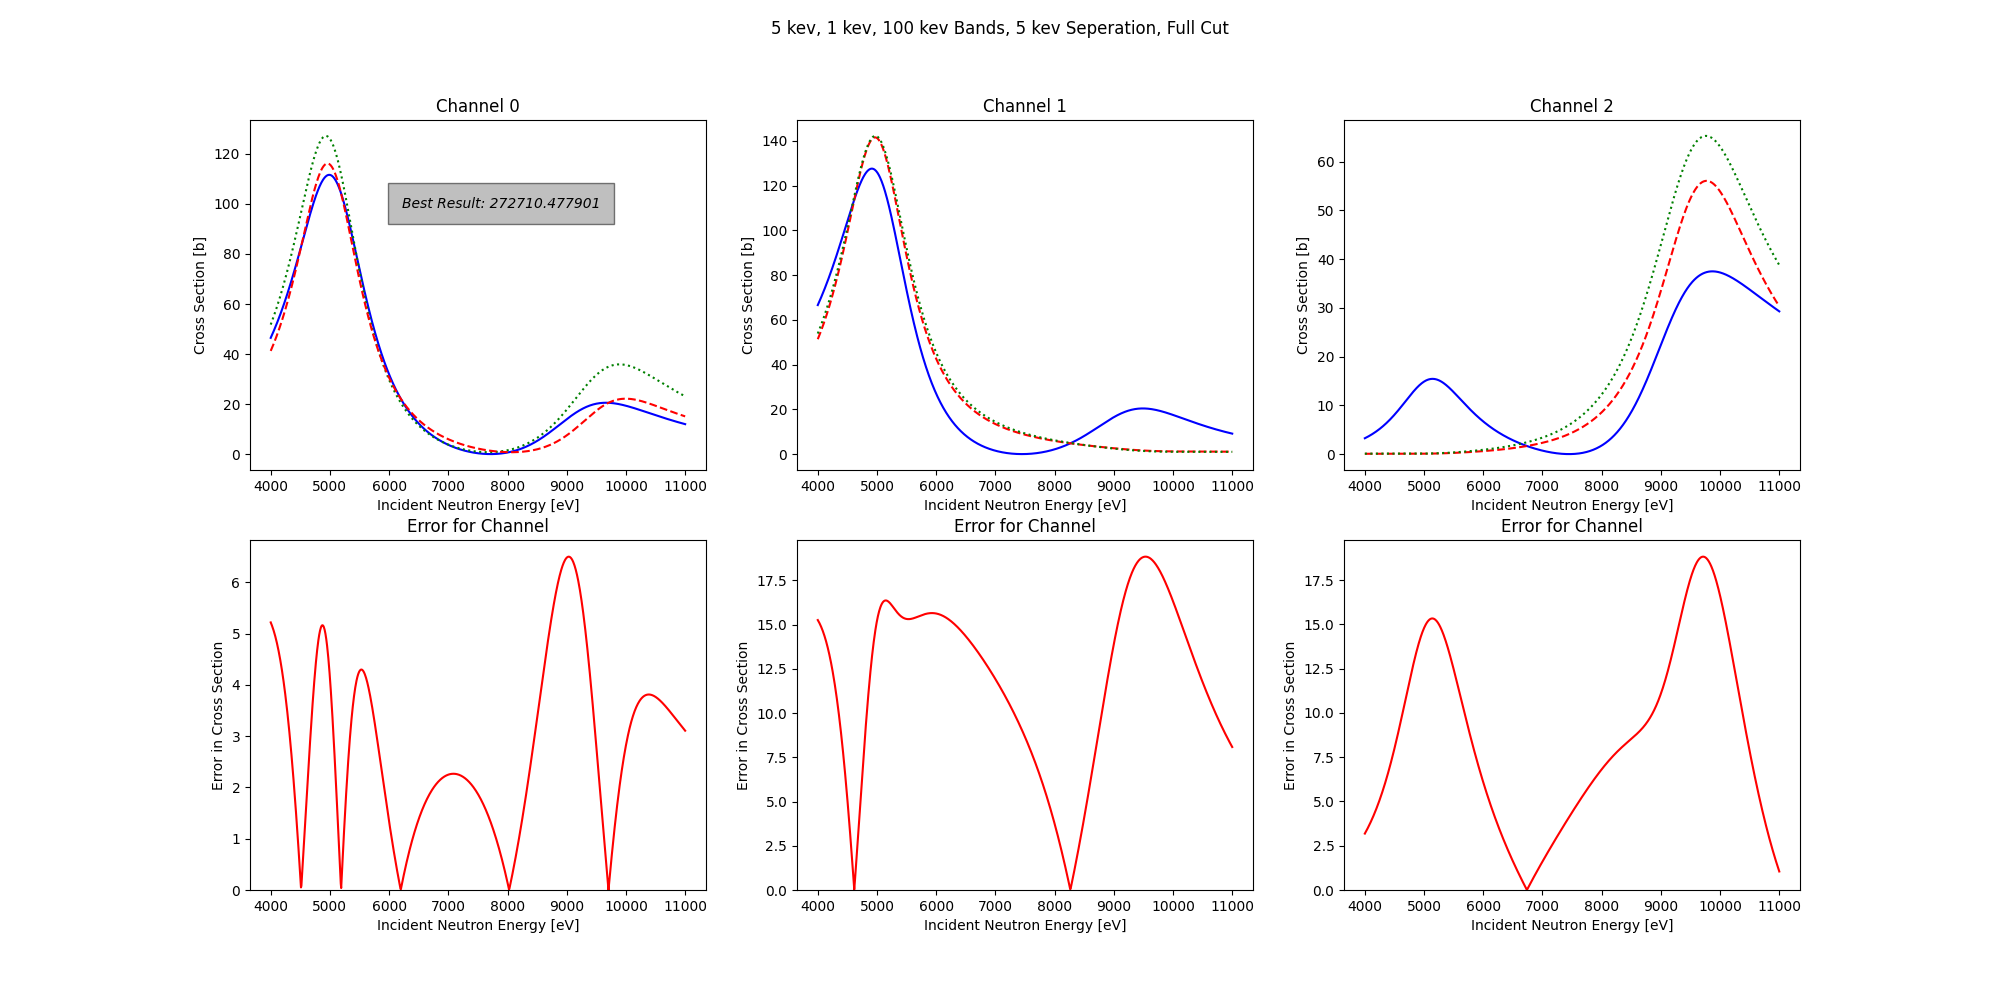 5 kev, 1 kev, 100 kev Bands, 5 kev Seperation, Full Cut
Channel 0
Cross Section [b]
120
100
80
60
40
20
0
Best Result: 272710.477901
4000 5000 6000 7000 8000 9000 10000 11000
Incident Neutron Energy [eV]
Channel 1
Cross Section [b]
140
120
100
80
60
40
20
0
4000 5000 6000 7000 8000 9000 10000 11000
Incident Neutron Energy [eV]
Channel 2
Cross Section [b]
60
50
40
30
20
10
0
4000 5000 6000 7000 8000 9000 10000 11000
Incident Neutron Energy [eV]
Error for Channel
Error in Cross Section
6
5
4
3
2
1
0
4000 5000 6000 7000 8000 9000 10000 11000
Incident Neutron Energy [eV]
Error for Channel
Error in Cross Section
17.5
15.0
12.5
10.0
7.5
5.0
2.5
0.0
4000 5000 6000 7000 8000 9000 10000 11000
Incident Neutron Energy [eV]
Error for Channel
Error in Cross Section
17.5
15.0
12.5
10.0
7.5
5.0
2.5
0.0
4000 5000 6000 7000 8000 9000 10000 11000
Incident Neutron Energy [eV]